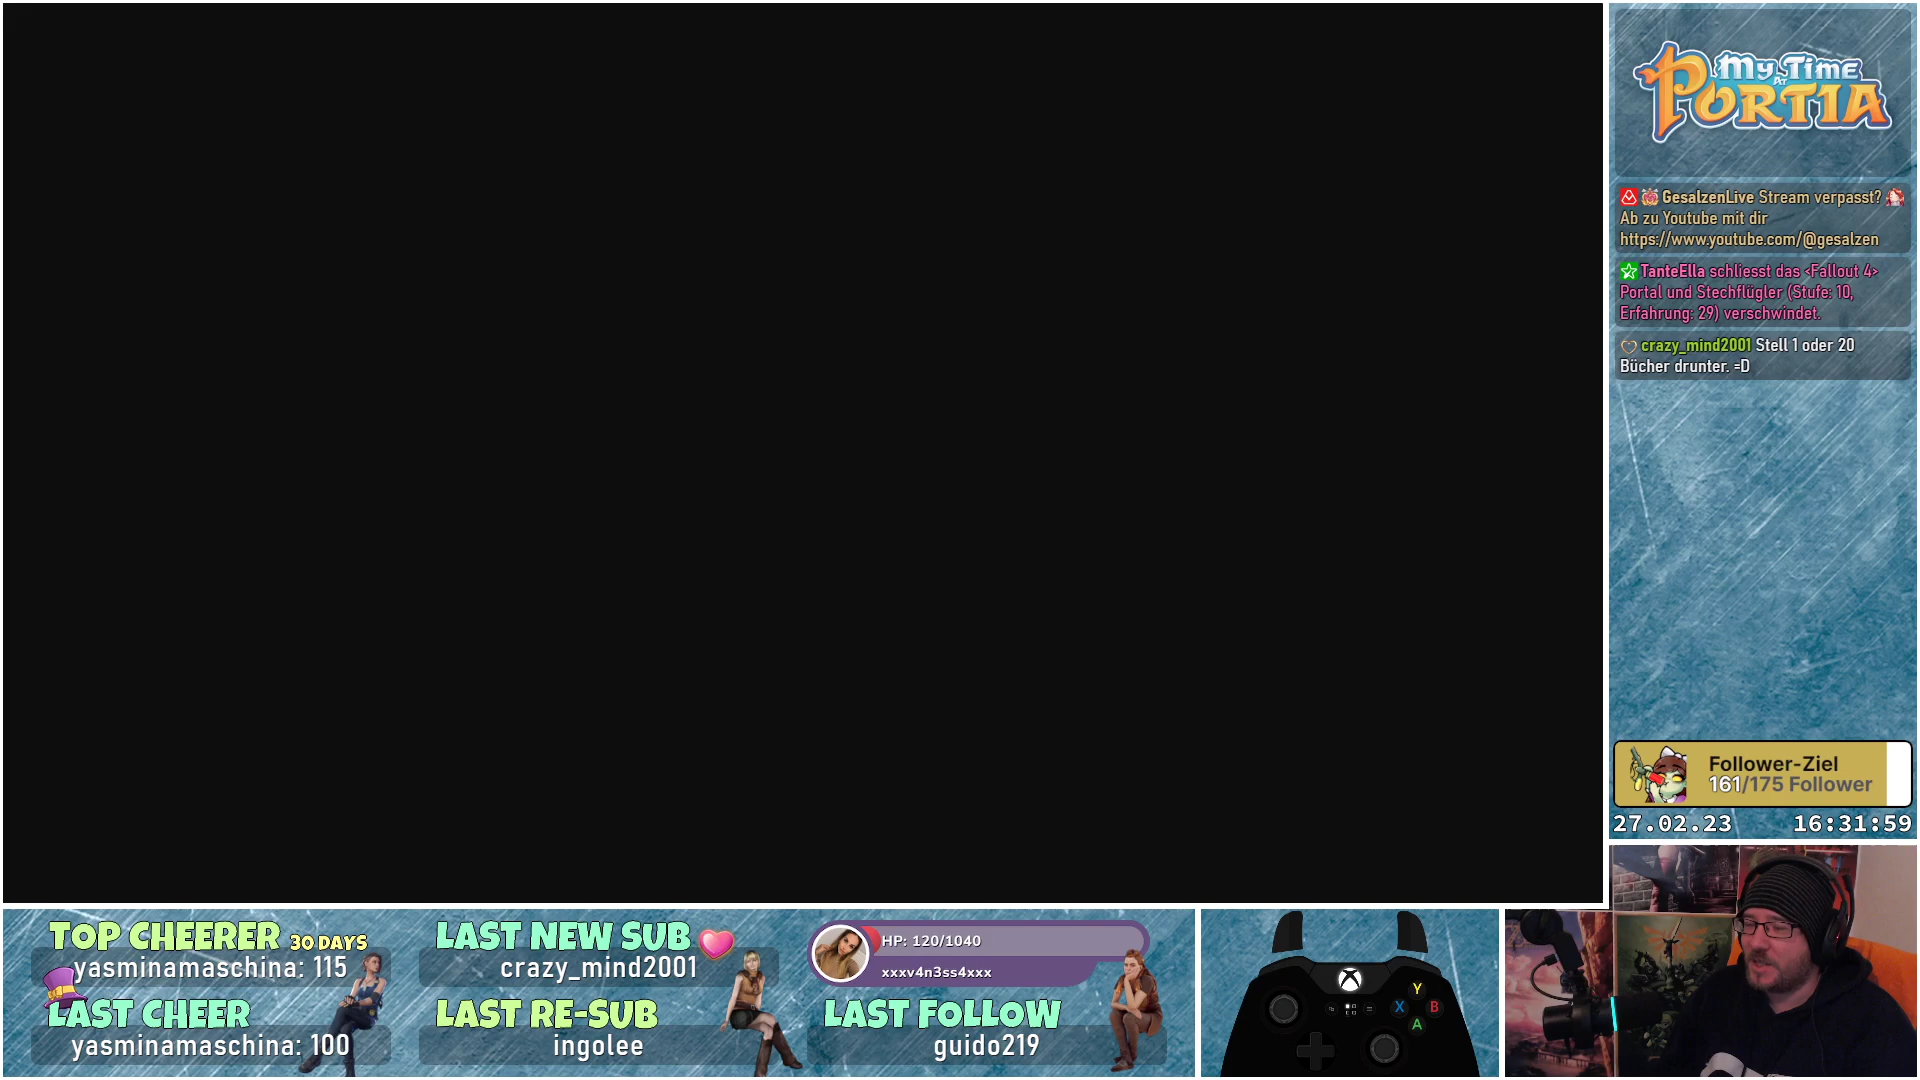 My Time
AT
PORTIA
GesalzenLive Stream verpasst?
Ab zu Youtube mit dir
https://www.youtube.com/@gesalzen
TanteElla schliesst das <Fallout 4>
Portal und Stechflügler (Stufe: 10,
Erfahrung: 29) verschwindet.
crazy_mind2001 Stell 1 oder 20
Bücher drunter. =D
Follower-Ziel
161/175 Follower
27.02.23 16:31:59
TOP CHEERER 30 DAYS
yasminamaschina: 115
LAST CHEER
yasminamaschina: 100
LAST NEW SUB
crazy_mind2001
LAST RE-SUB
ingolee
HP: 120/1040
xxxv4n3ss4xxx
LAST FOLLOW
guido219
Y
X
B
A